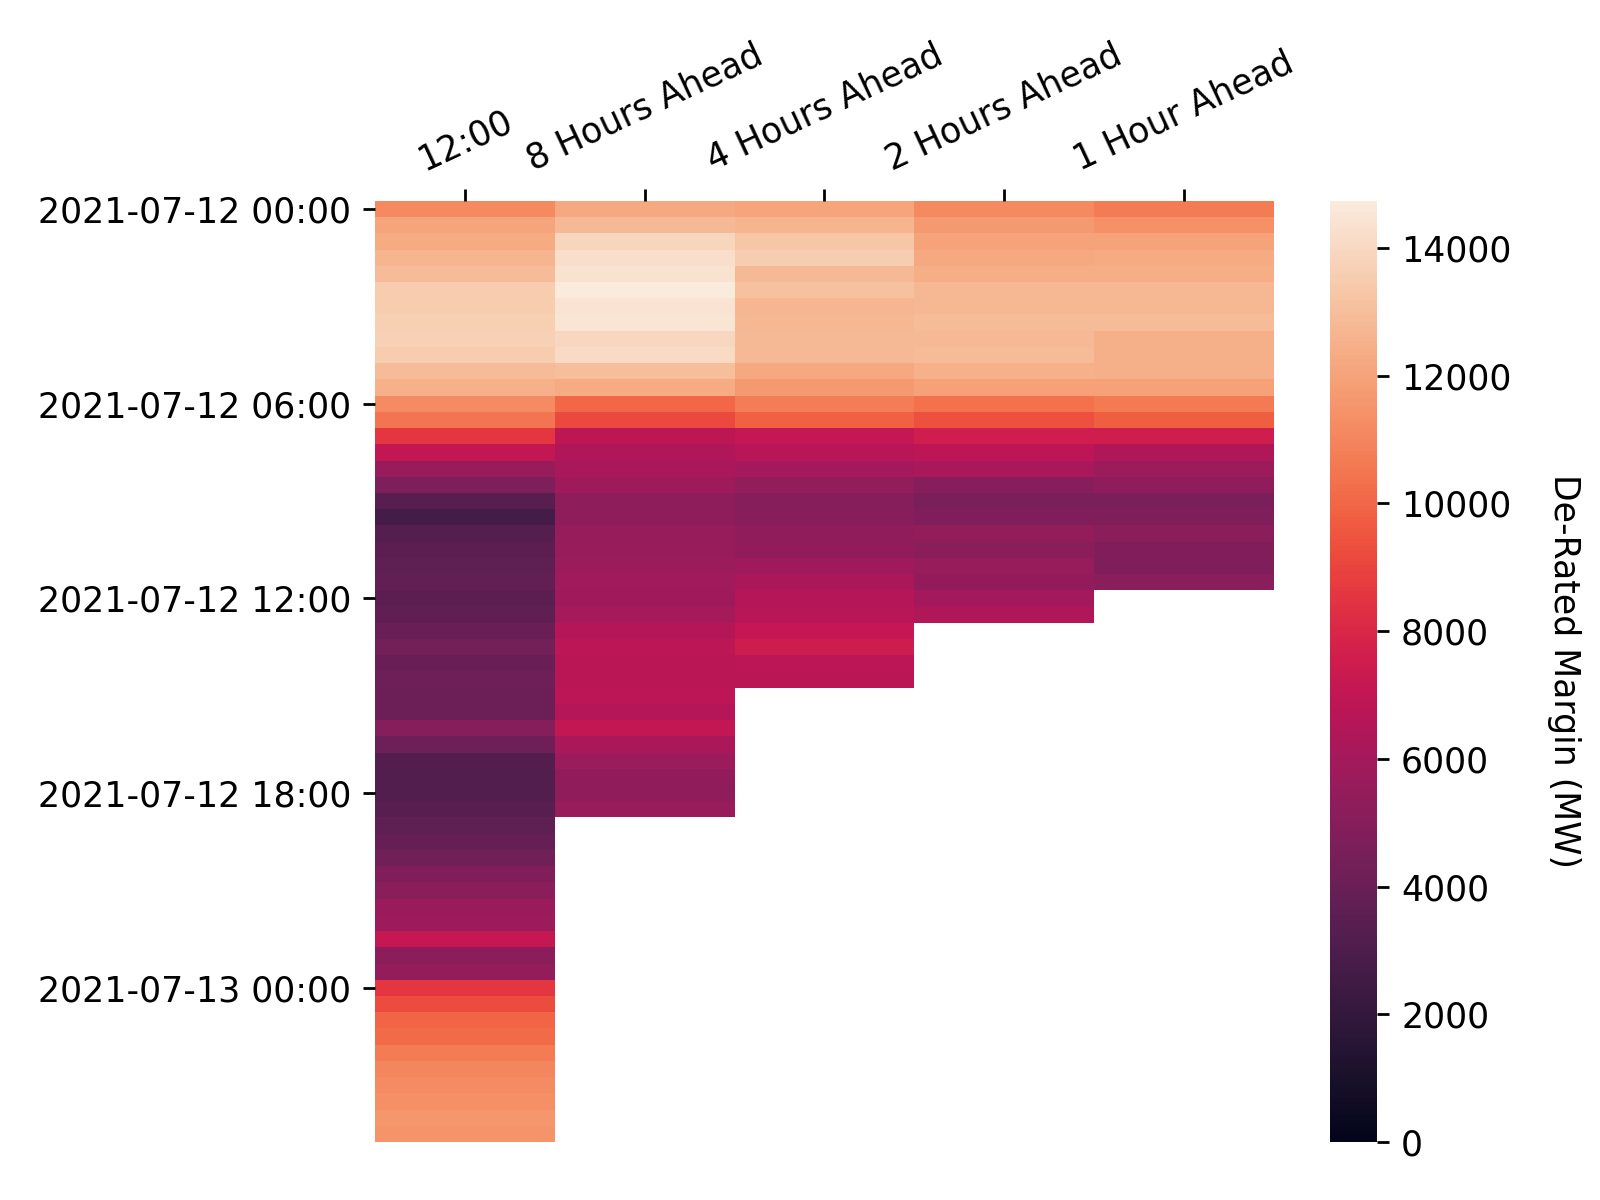 12:00
8 Hours Ahead
4 Hours Ahead
2 Hours Ahead
1 Hour Ahead
2021-07-12 00:00
2021-07-12 06:00
2021-07-12 12:00
2021-07-12 18:00
2021-07-13 00:00
14000
12000
10000
8000
6000
4000
2000
0
De-Rated Margin (MW)